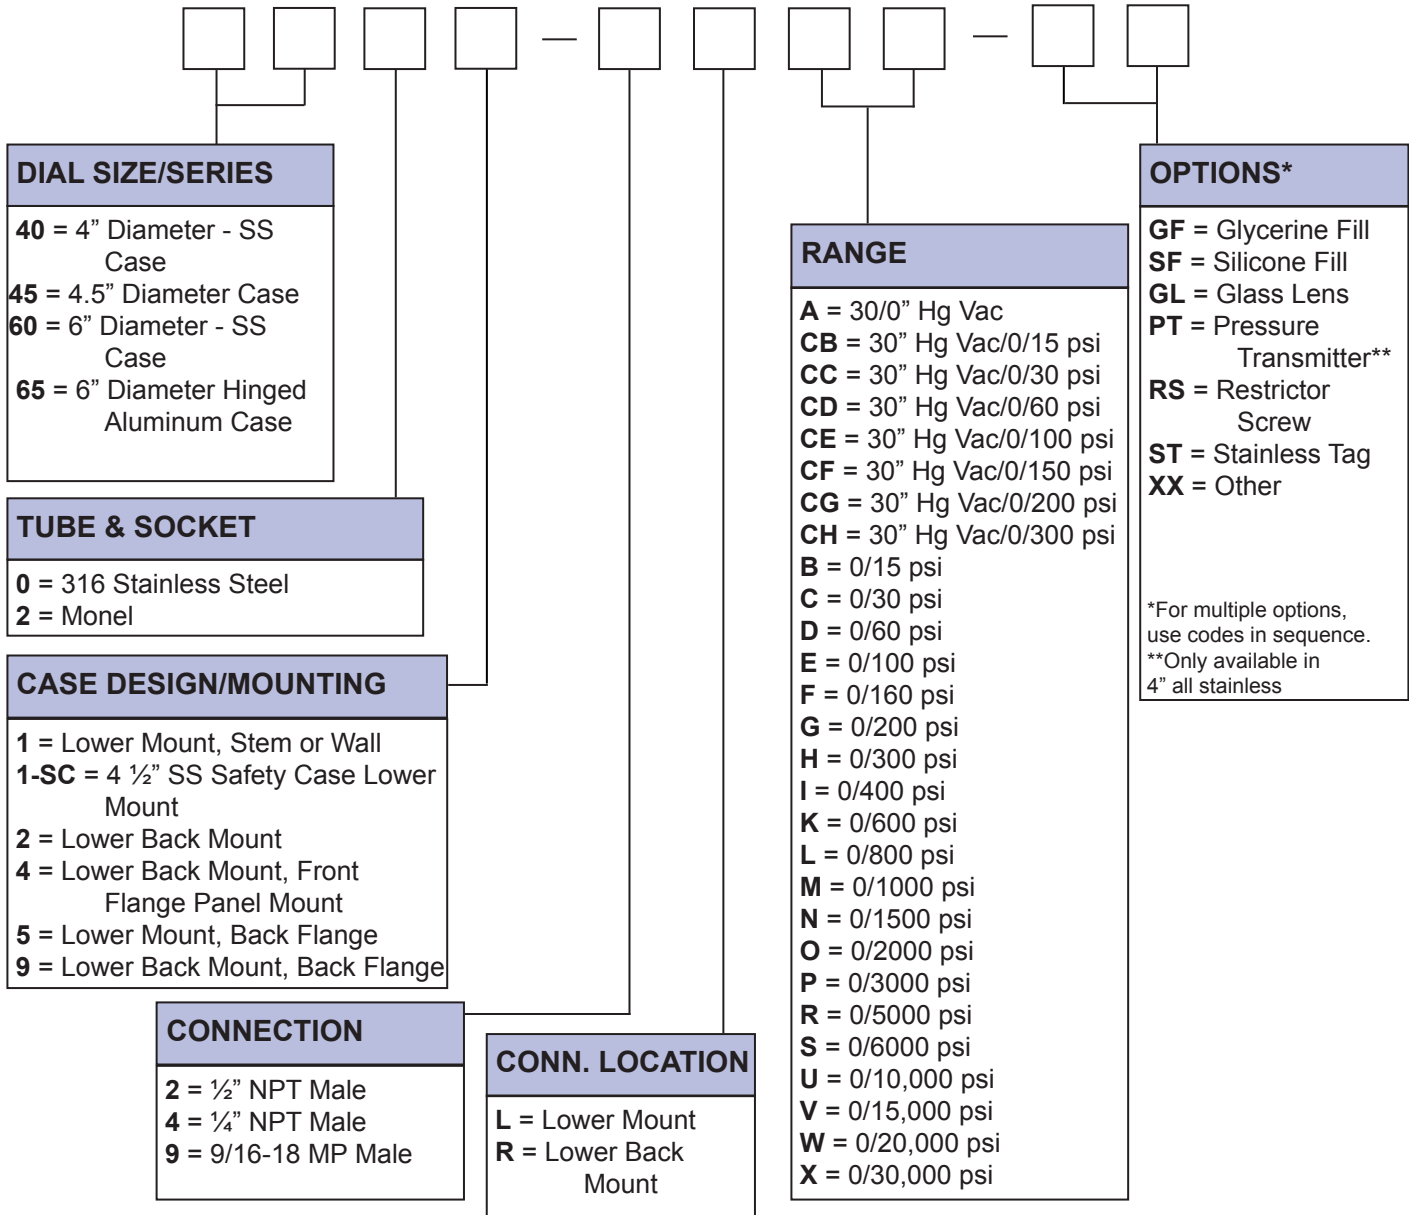 DIAL SIZE/SERIES
40 = 4” Diameter - SS
Case
45 = 4.5” Diameter Case
60 = 6” Diameter - SS
Case
65 = 6” Diameter Hinged
Aluminum Case
TUBE & SOCKET
0 = 316 Stainless Steel
2 = Monel
CASE DESIGN/MOUNTING
1 = Lower Mount, Stem or Wall
1-SC = 4 ½” SS Safety Case Lower
Mount
2 = Lower Back Mount
4 = Lower Back Mount, Front
Flange Panel Mount
5 = Lower Mount, Back Flange
9 = Lower Back Mount, Back Flange
CONNECTION
2 = ½” NPT Male
4 = ¼” NPT Male
9 = 9/16-18 MP Male
CONN. LOCATION
L = Lower Mount
R = Lower Back
Mount
RANGE
A = 30/0” Hg Vac
CB = 30” Hg Vac/0/15 psi
CC = 30” Hg Vac/0/30 psi
CD = 30” Hg Vac/0/60 psi
CE = 30” Hg Vac/0/100 psi
CF = 30” Hg Vac/0/150 psi
CG = 30” Hg Vac/0/200 psi
CH = 30” Hg Vac/0/300 psi
B = 0/15 psi
C = 0/30 psi
D = 0/60 psi
E = 0/100 psi
F = 0/160 psi
G = 0/200 psi
H = 0/300 psi
I = 0/400 psi
K = 0/600 psi
L = 0/800 psi
M = 0/1000 psi
N = 0/1500 psi
O = 0/2000 psi
P = 0/3000 psi
R = 0/5000 psi
S = 0/6000 psi
U = 0/10,000 psi
V = 0/15,000 psi
W = 0/20,000 psi
X = 0/30,000 psi
OPTIONS*
GF = Glycerine Fill
SF = Silicone Fill
GL = Glass Lens
PT = Pressure
Transmitter**
RS = Restrictor
Screw
ST = Stainless Tag
XX = Other
*For multiple options,
use codes in sequence.
**Only available in
4” all stainless